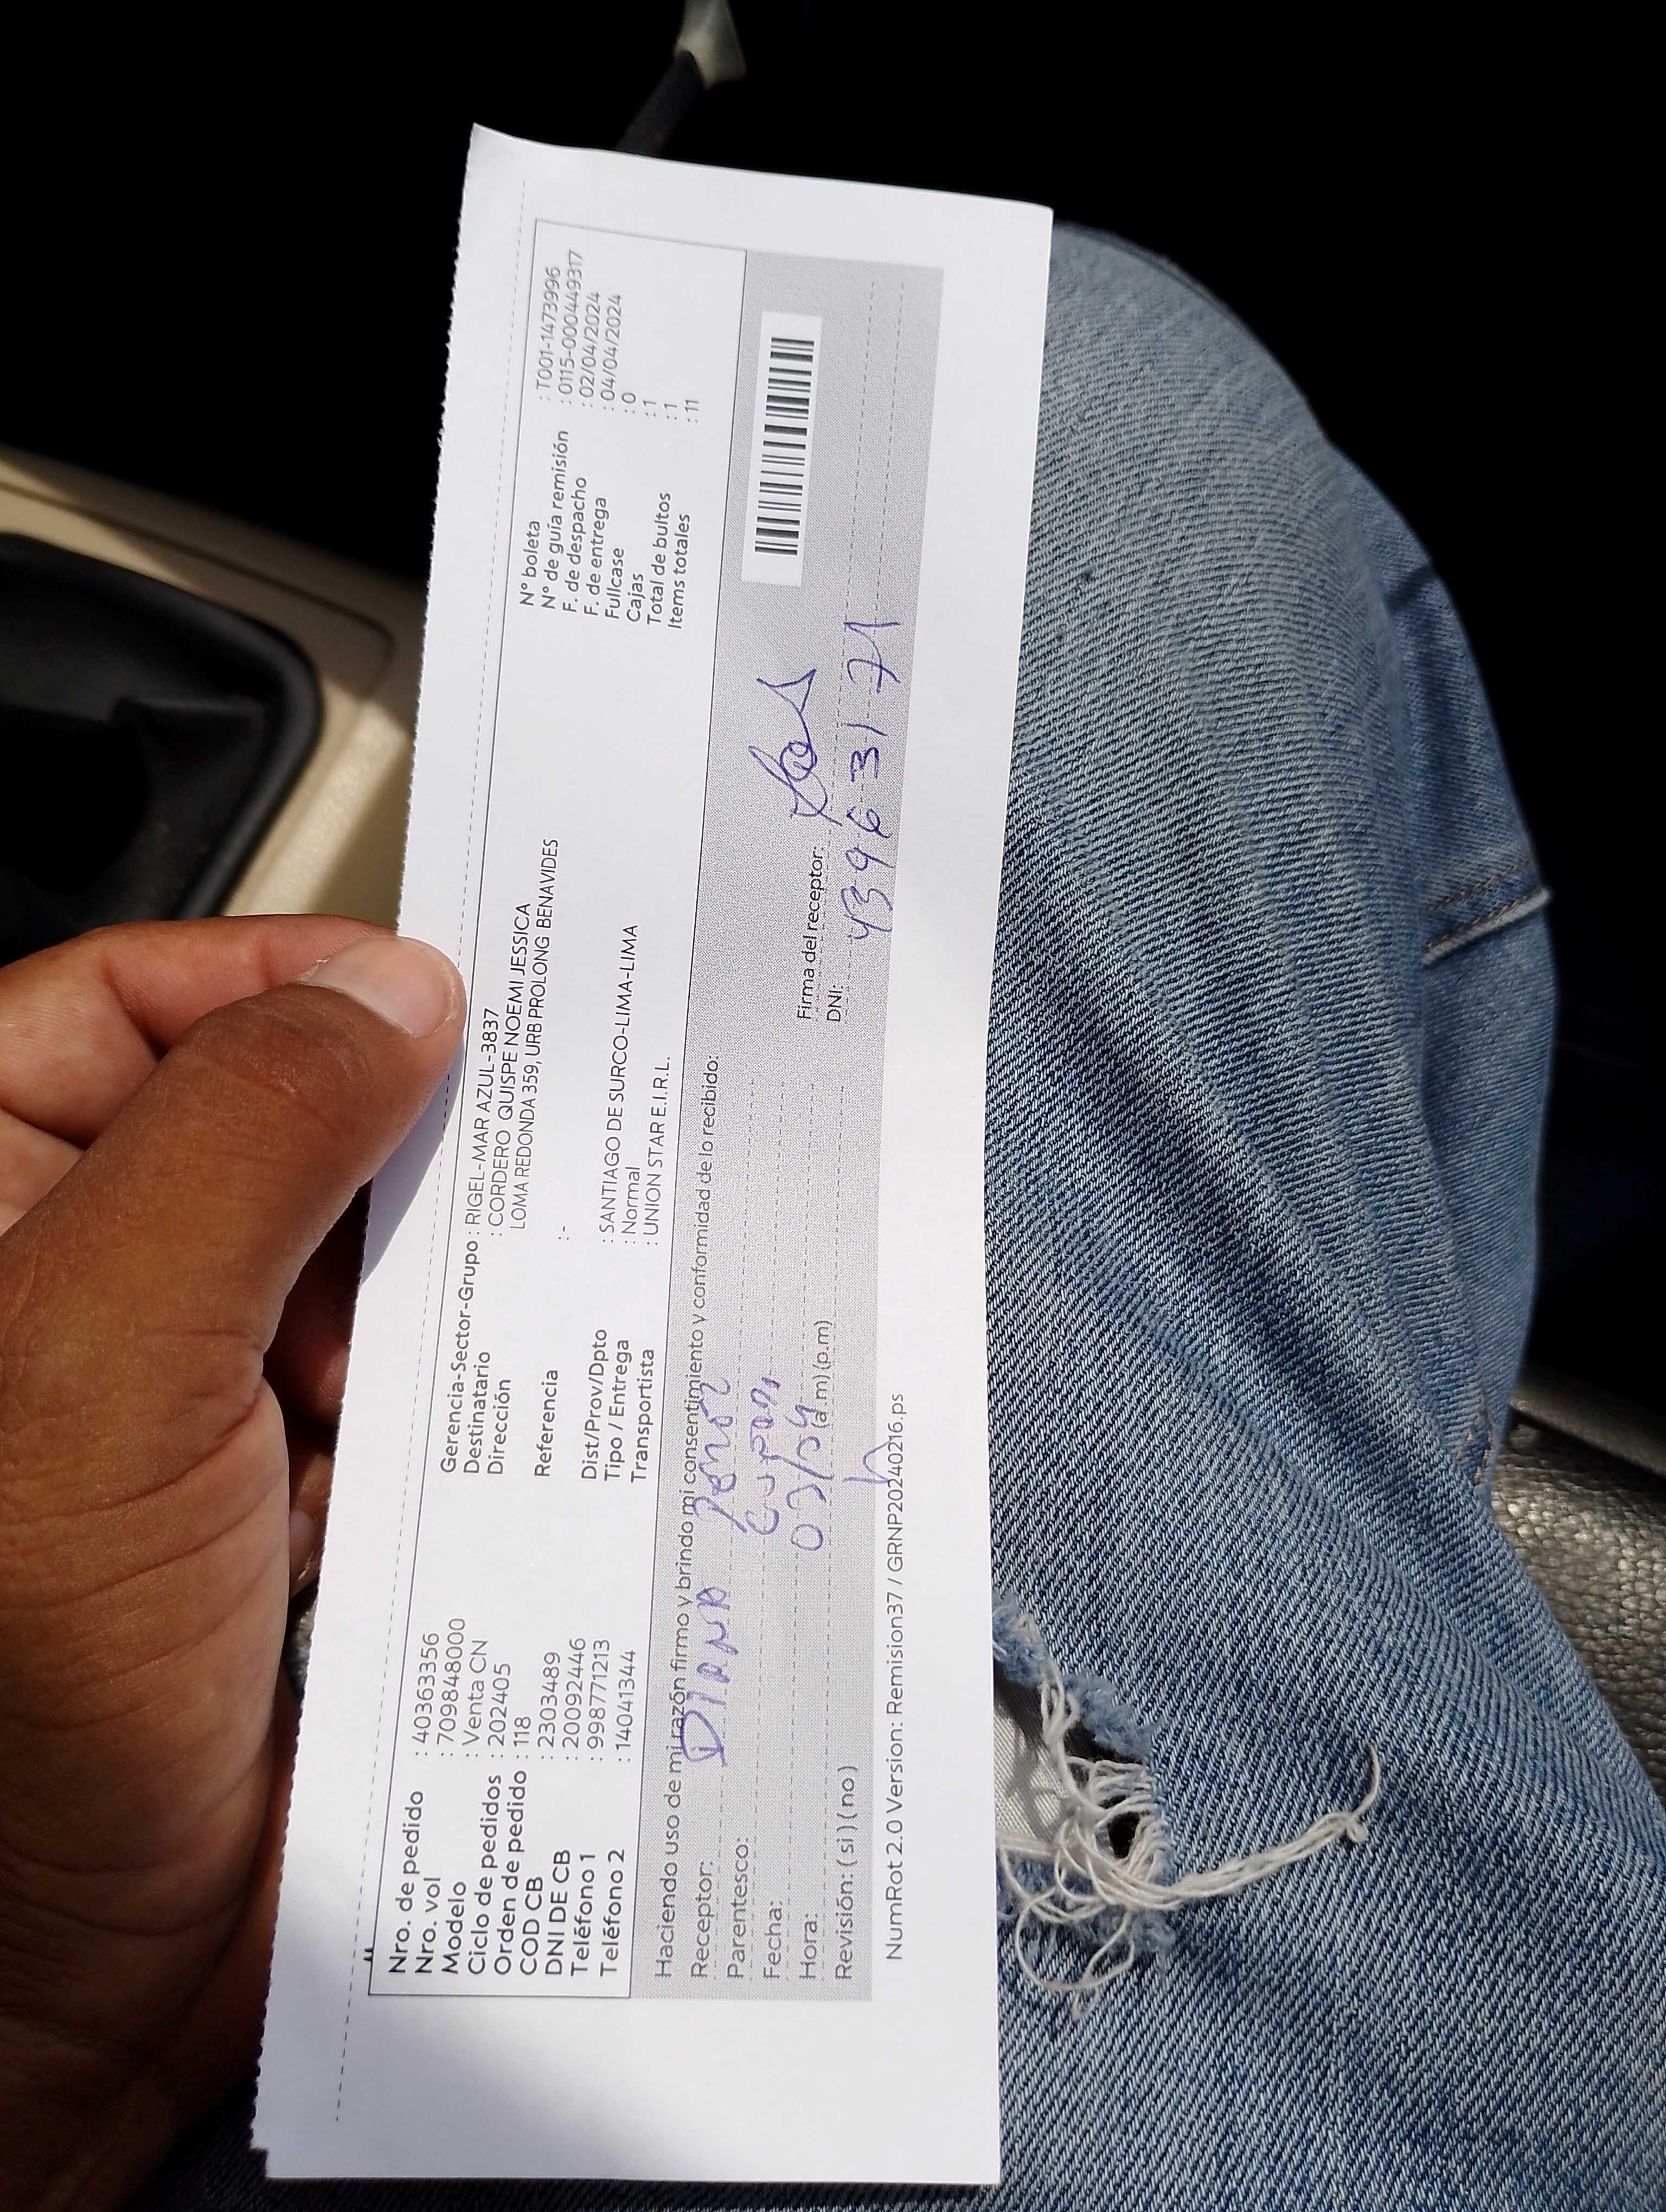 Nro. de pedido : 40363356
Nro. vol : 709848000
Modelo : Venta CN
Ciclo de pedidos : 202405
Orden de pedido : 118
COD CB : 2303489
DNI DE CB : 200924446
Teléfono 1 : 998771213
Teléfono 2 : 14041344
Gerencia-Sector-Grupo : RIGEL-MAR AZUL-3837
Destinatario : CORDERO QUISPE NOEMI JESSICA
Dirección LOMA REDONDA 359, URB PROLONG BENAVIDES
Referencia :-
Dist/Prov/Dpto : SANTIAGO DE SURCO-LIMA-LIMA
Tipo / Entrega : Normal
Transportista : UNION STAR E.I.R.L.
N° boleta : T001-1473996
N° de guía remisión : 0115-000449317
F. de despacho : 02/04/2024
F. de entrega : 04/04/2024
Fullcase : 0
Cajas : 1
Total de bultos : 1
Items totales : 11
Haciendo uso de mi razón firmo y brindo mi consentimiento y conformidad de lo recibido:
Receptor: DIANA
Parentesco:
Fecha: 03/04
Hora: (a.m)(p.m)
Revisión: ( si ) ( no )
Firma del receptor:
DNI: 43963171
NumRot 2.0 Version: Remision37 / GRNP20240216.ps